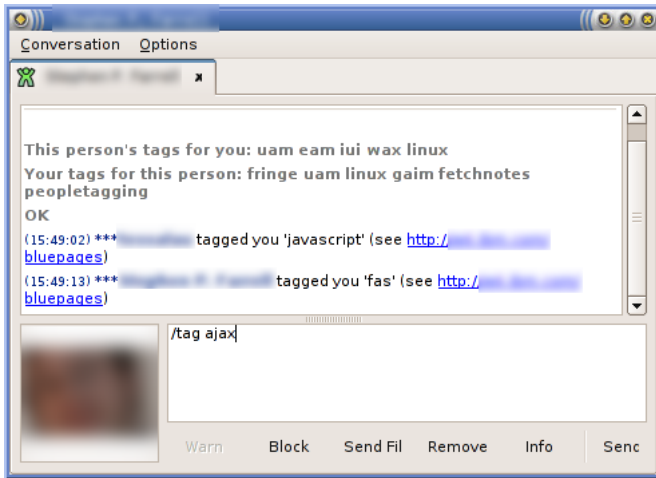 Conversation Options
This person's tags for you: uam eam iui wax linux
Your tags for this person: fringe uam linux gaim fetchnotes
peopletagging
OK
(15:49:02) *** tagged you 'javascript' (see http:/
bluepages)
(15:49:13) *** tagged you 'fas' (see http:/
bluepages)
/tag ajax
Warn Block Send Fil Remove Info Senc